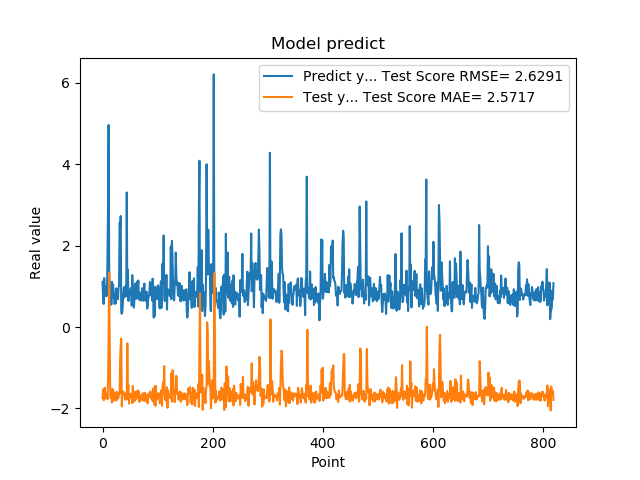 Model predict
Predict y... Test Score RMSE= 2.6291
Test y... Test Score MAE= 2.5717
Real value
6
4
2
0
−2
0 200 400 600 800
Point